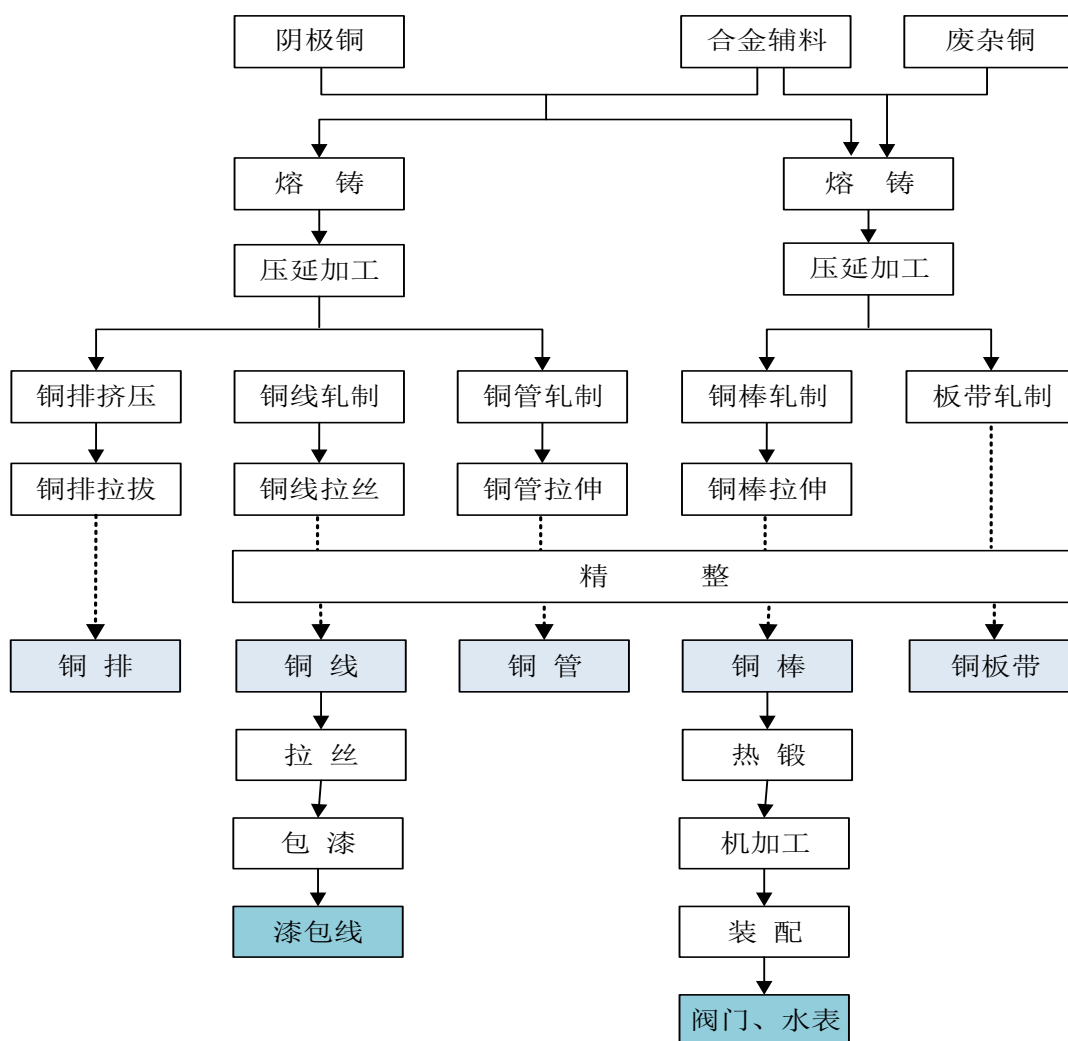 阴极铜
合金辅料
废杂铜
熔 铸
熔 铸
压延加工
压延加工
铜排挤压
铜线轧制
铜管轧制
铜棒轧制
板带轧制
铜排拉拔
铜线拉丝
铜管拉伸
铜棒拉伸
精 整
铜 排
铜 线
铜 管
铜 棒
铜板带
拉 丝
热 锻
包 漆
机加工
漆包线
装 配
阀门、水表